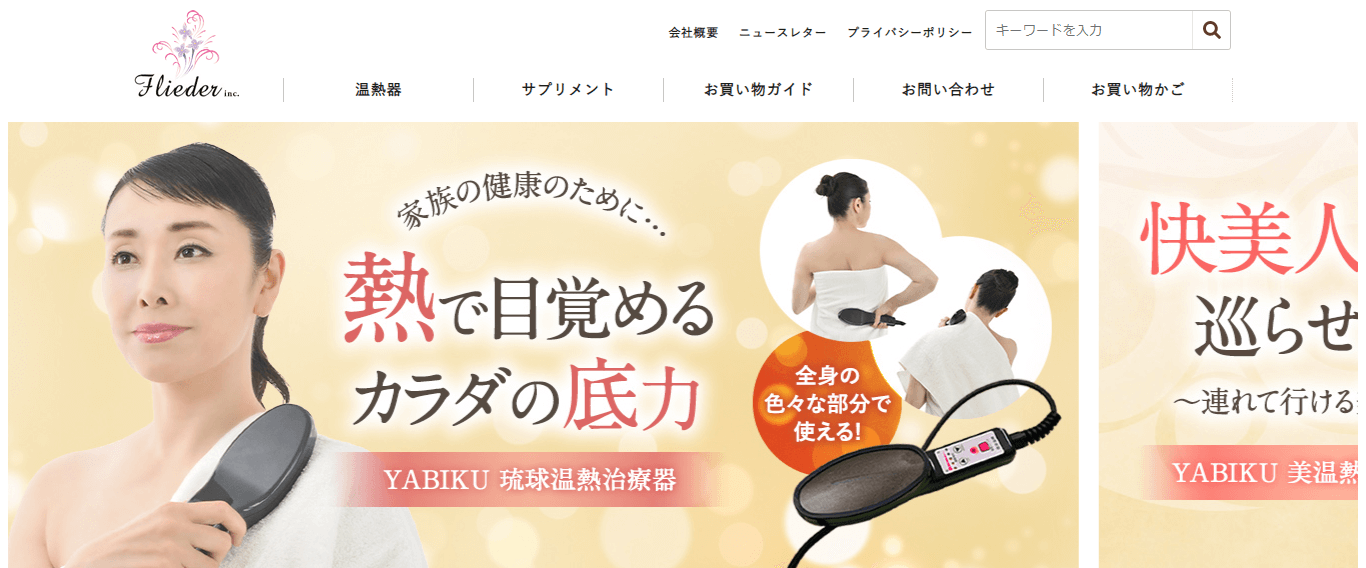 会社概要
ニュースレター
プライバシーポリシー
キーワードを入力
Flieder inc.
温熱器
サプリメント
お買い物ガイド
お問い合わせ
お買い物かご
家族の健康のために…
熱で目覚める
カラダの底力
YABIKU 琉球温熱治療器
全身の
色々な部分で
使える!
快美人
巡らせ
～連れて行ける
YABIKU 美温熱